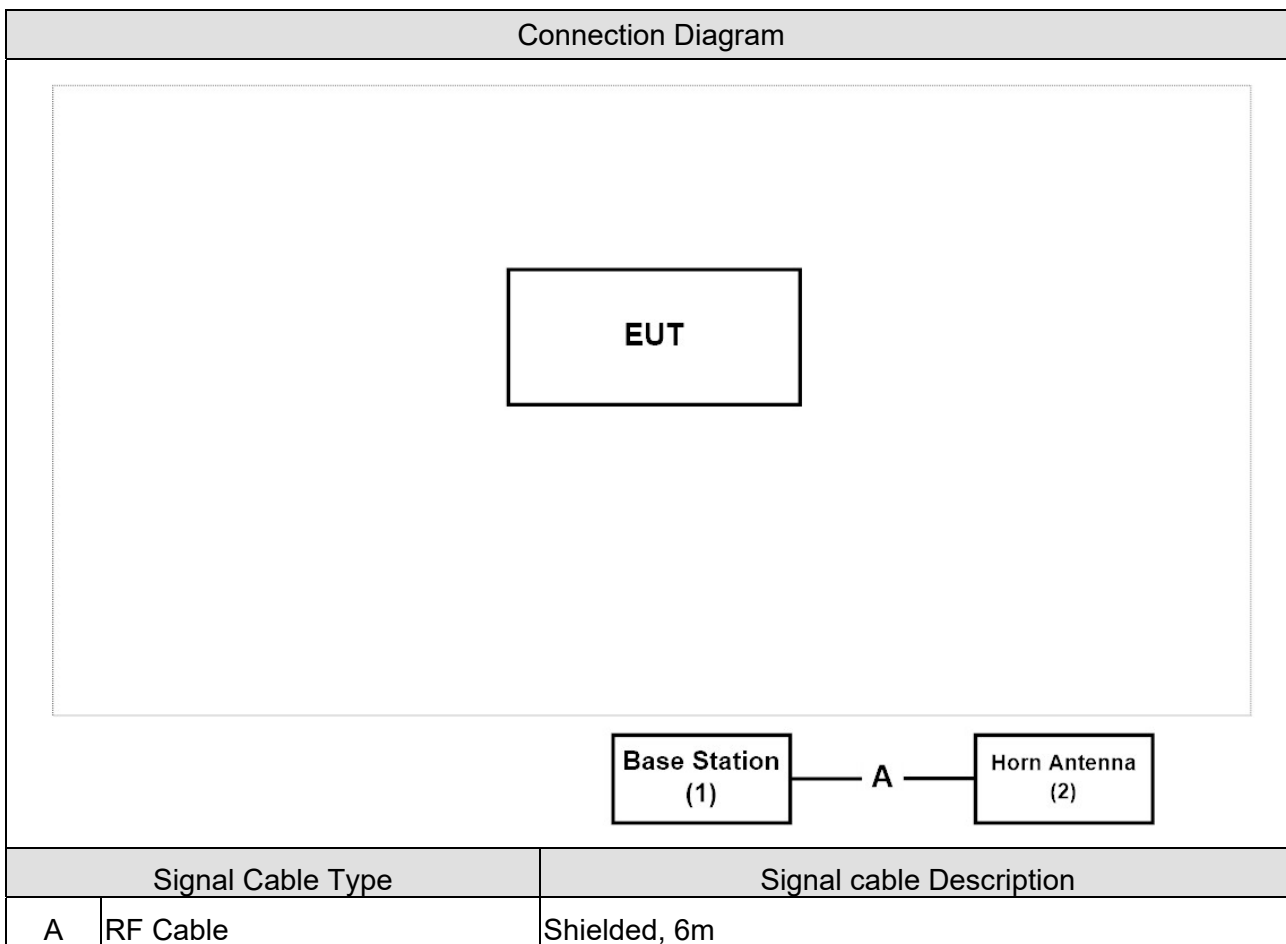 Connection Diagram
EUT
Base Station
(1)
A
Horn Antenna
(2)
Signal Cable Type Signal cable Description
A RF Cable Shielded, 6m